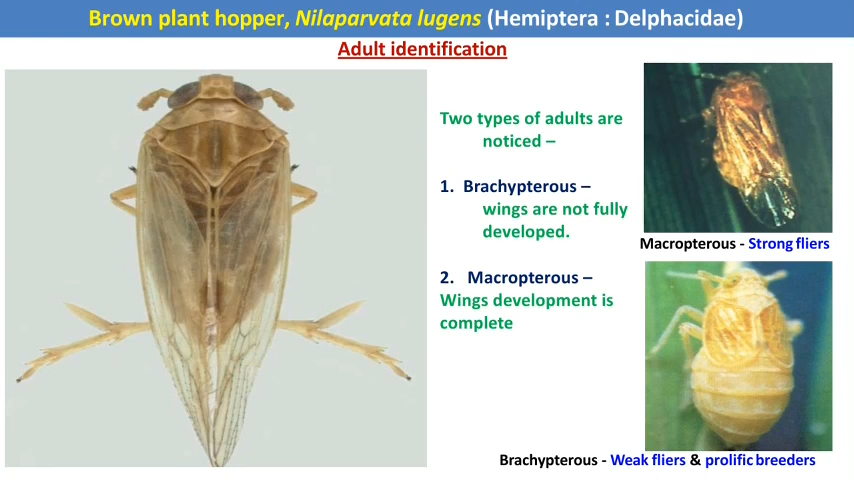 Brown plant hopper, Nilaparvata lugens (Hemiptera : Delphacidae)
Adult identification
Two types of adults are
noticed –
1. Brachypterous –
wings are not fully
developed.
2. Macropterous –
Wings development is
complete
Macropterous - Strong fliers
Brachypterous - Weak fliers & prolific breeders